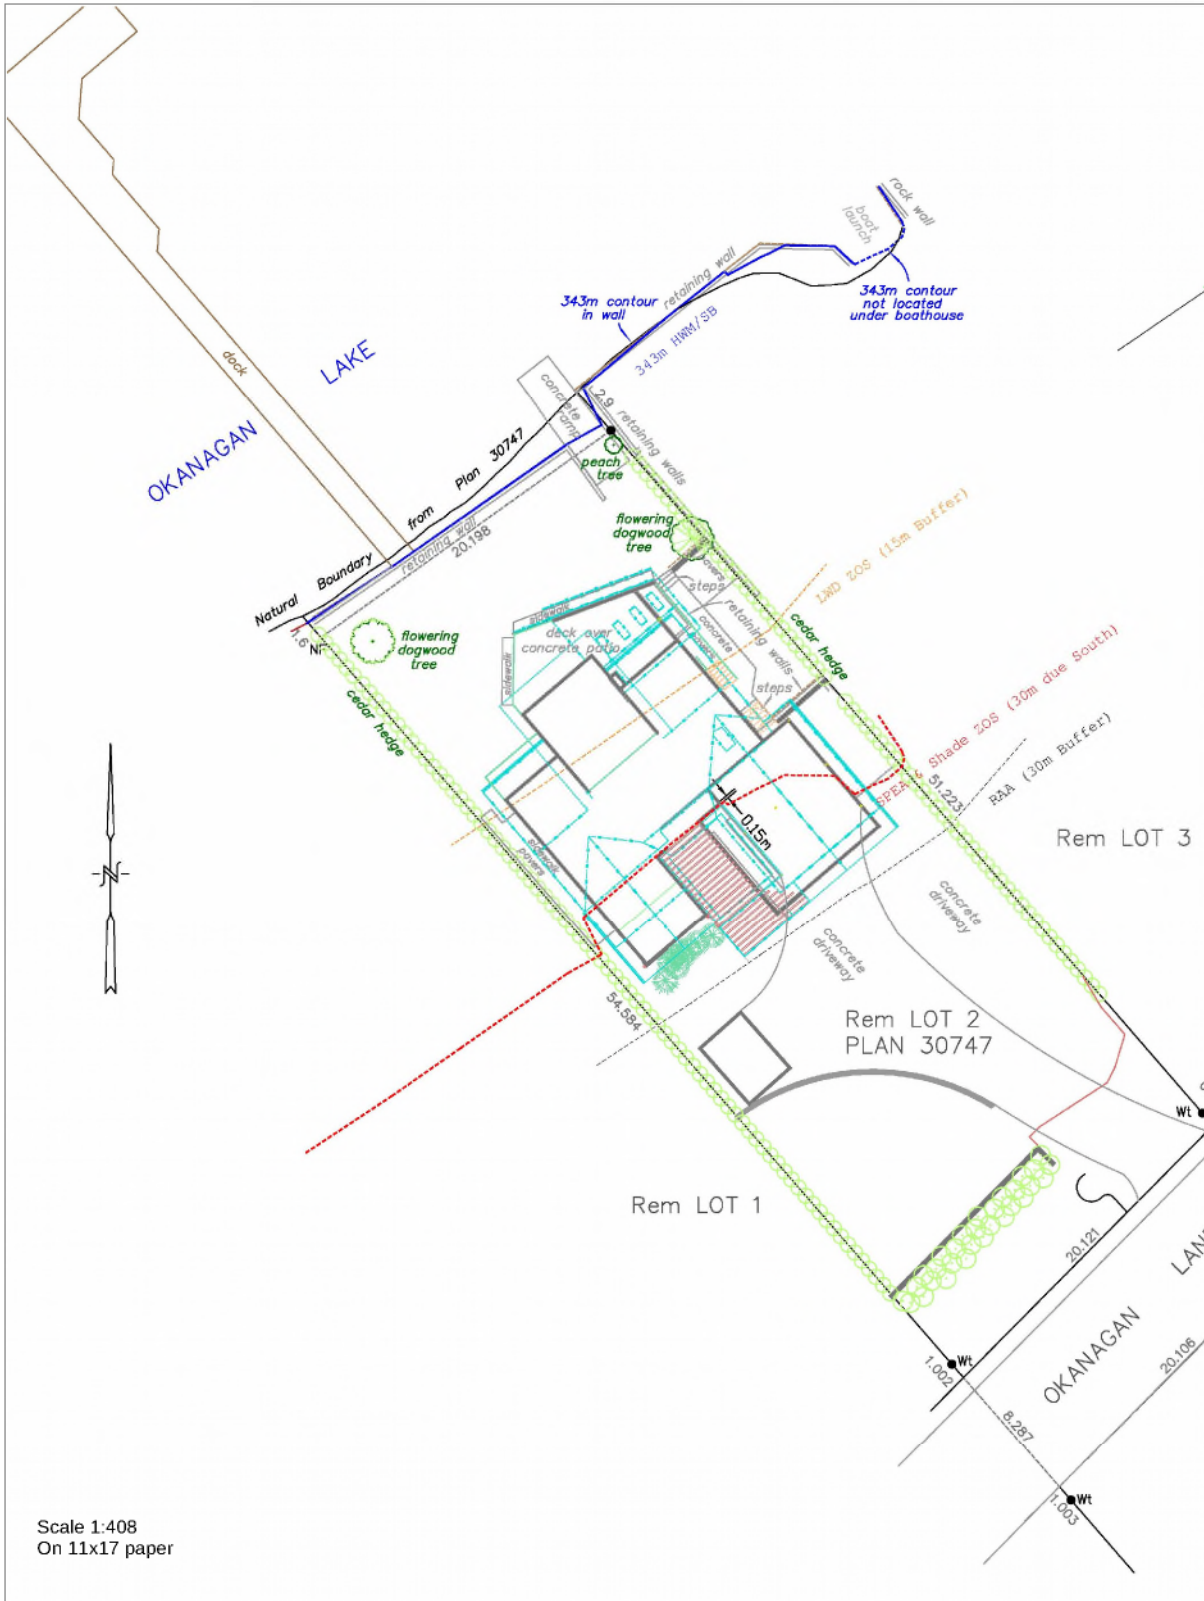 rock wall
boat
launch
retaining wall
343m contour
in wall
343m contour
not located
under boathouse
343m HWM/SB
dock
LAKE
OKANAGAN
concrete
ramp
2.9
retaining walls
peach
tree
Natural Boundary from Plan 30747
retaining wall
20.198
flowering
dogwood
tree
LWD ZOS (15m Buffer)
pavers
steps
retaining walls
concrete
pavers
cedar hedge
steps
sidewalk
deck over
concrete patio
sidewalk
1.6
flowering
dogwood
tree
cedar hedge
SPEA & Shade ZOS (30m due South)
51.223
RAA (30m Buffer)
0.15m
Rem LOT 3
sidewalk
pavers
concrete
driveway
concrete
driveway
54.584
Rem LOT 2
PLAN 30747
Wt
Rem LOT 1
20.121
OKANAGAN
20.106
Wt
1.002
8.287
Wt
1.003
N
Scale 1:408
On 11x17 paper